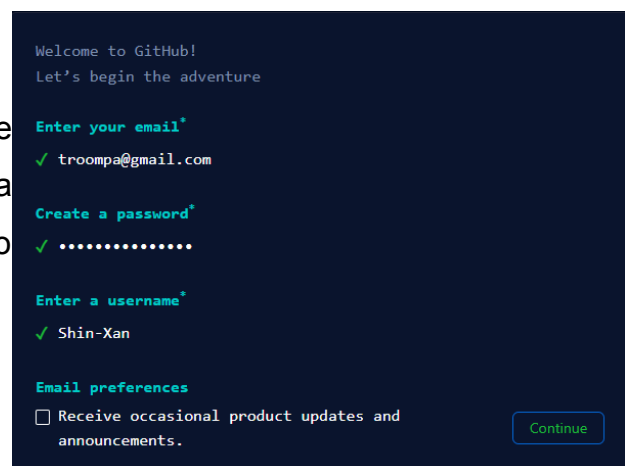 Welcome to GitHub!
Let’s begin the adventure
e
Enter your email*
✓ troompa@gmail.com
a
Create a password*
o
✓ •••••••••••••••
Enter a username*
✓ Shin-Xan
Email preferences
Receive occasional product updates and
announcements.
Continue